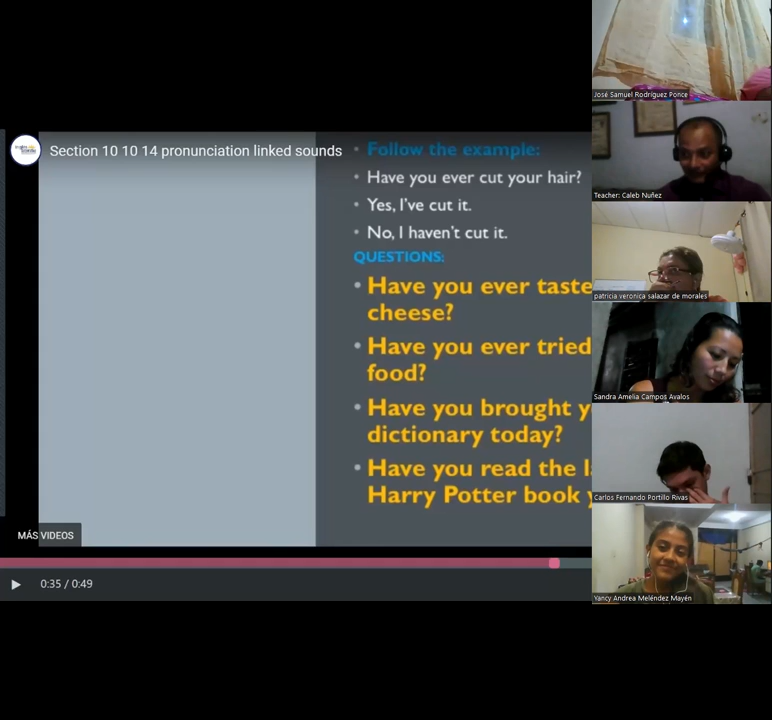 Section 10 10 14 pronunciation linked sounds
Follow the example:
Have you ever cut your hair?
Yes, I've cut it.
No, I haven't cut it.
QUESTIONS:
Have you ever taste
cheese?
Have you ever tried
food?
Have you brought
dictionary today?
Have you read the
Harry Potter book
MÁS VIDEOS
0:35 / 0:49
José Samuel Rodríguez Ponce
Teacher: Caleb Nuñez
patricia veronica salazar de morales
Sandra Amelia Campos Avalos
Carlos Fernando Portillo Rivas
Yancy Andrea Meléndez Mayén